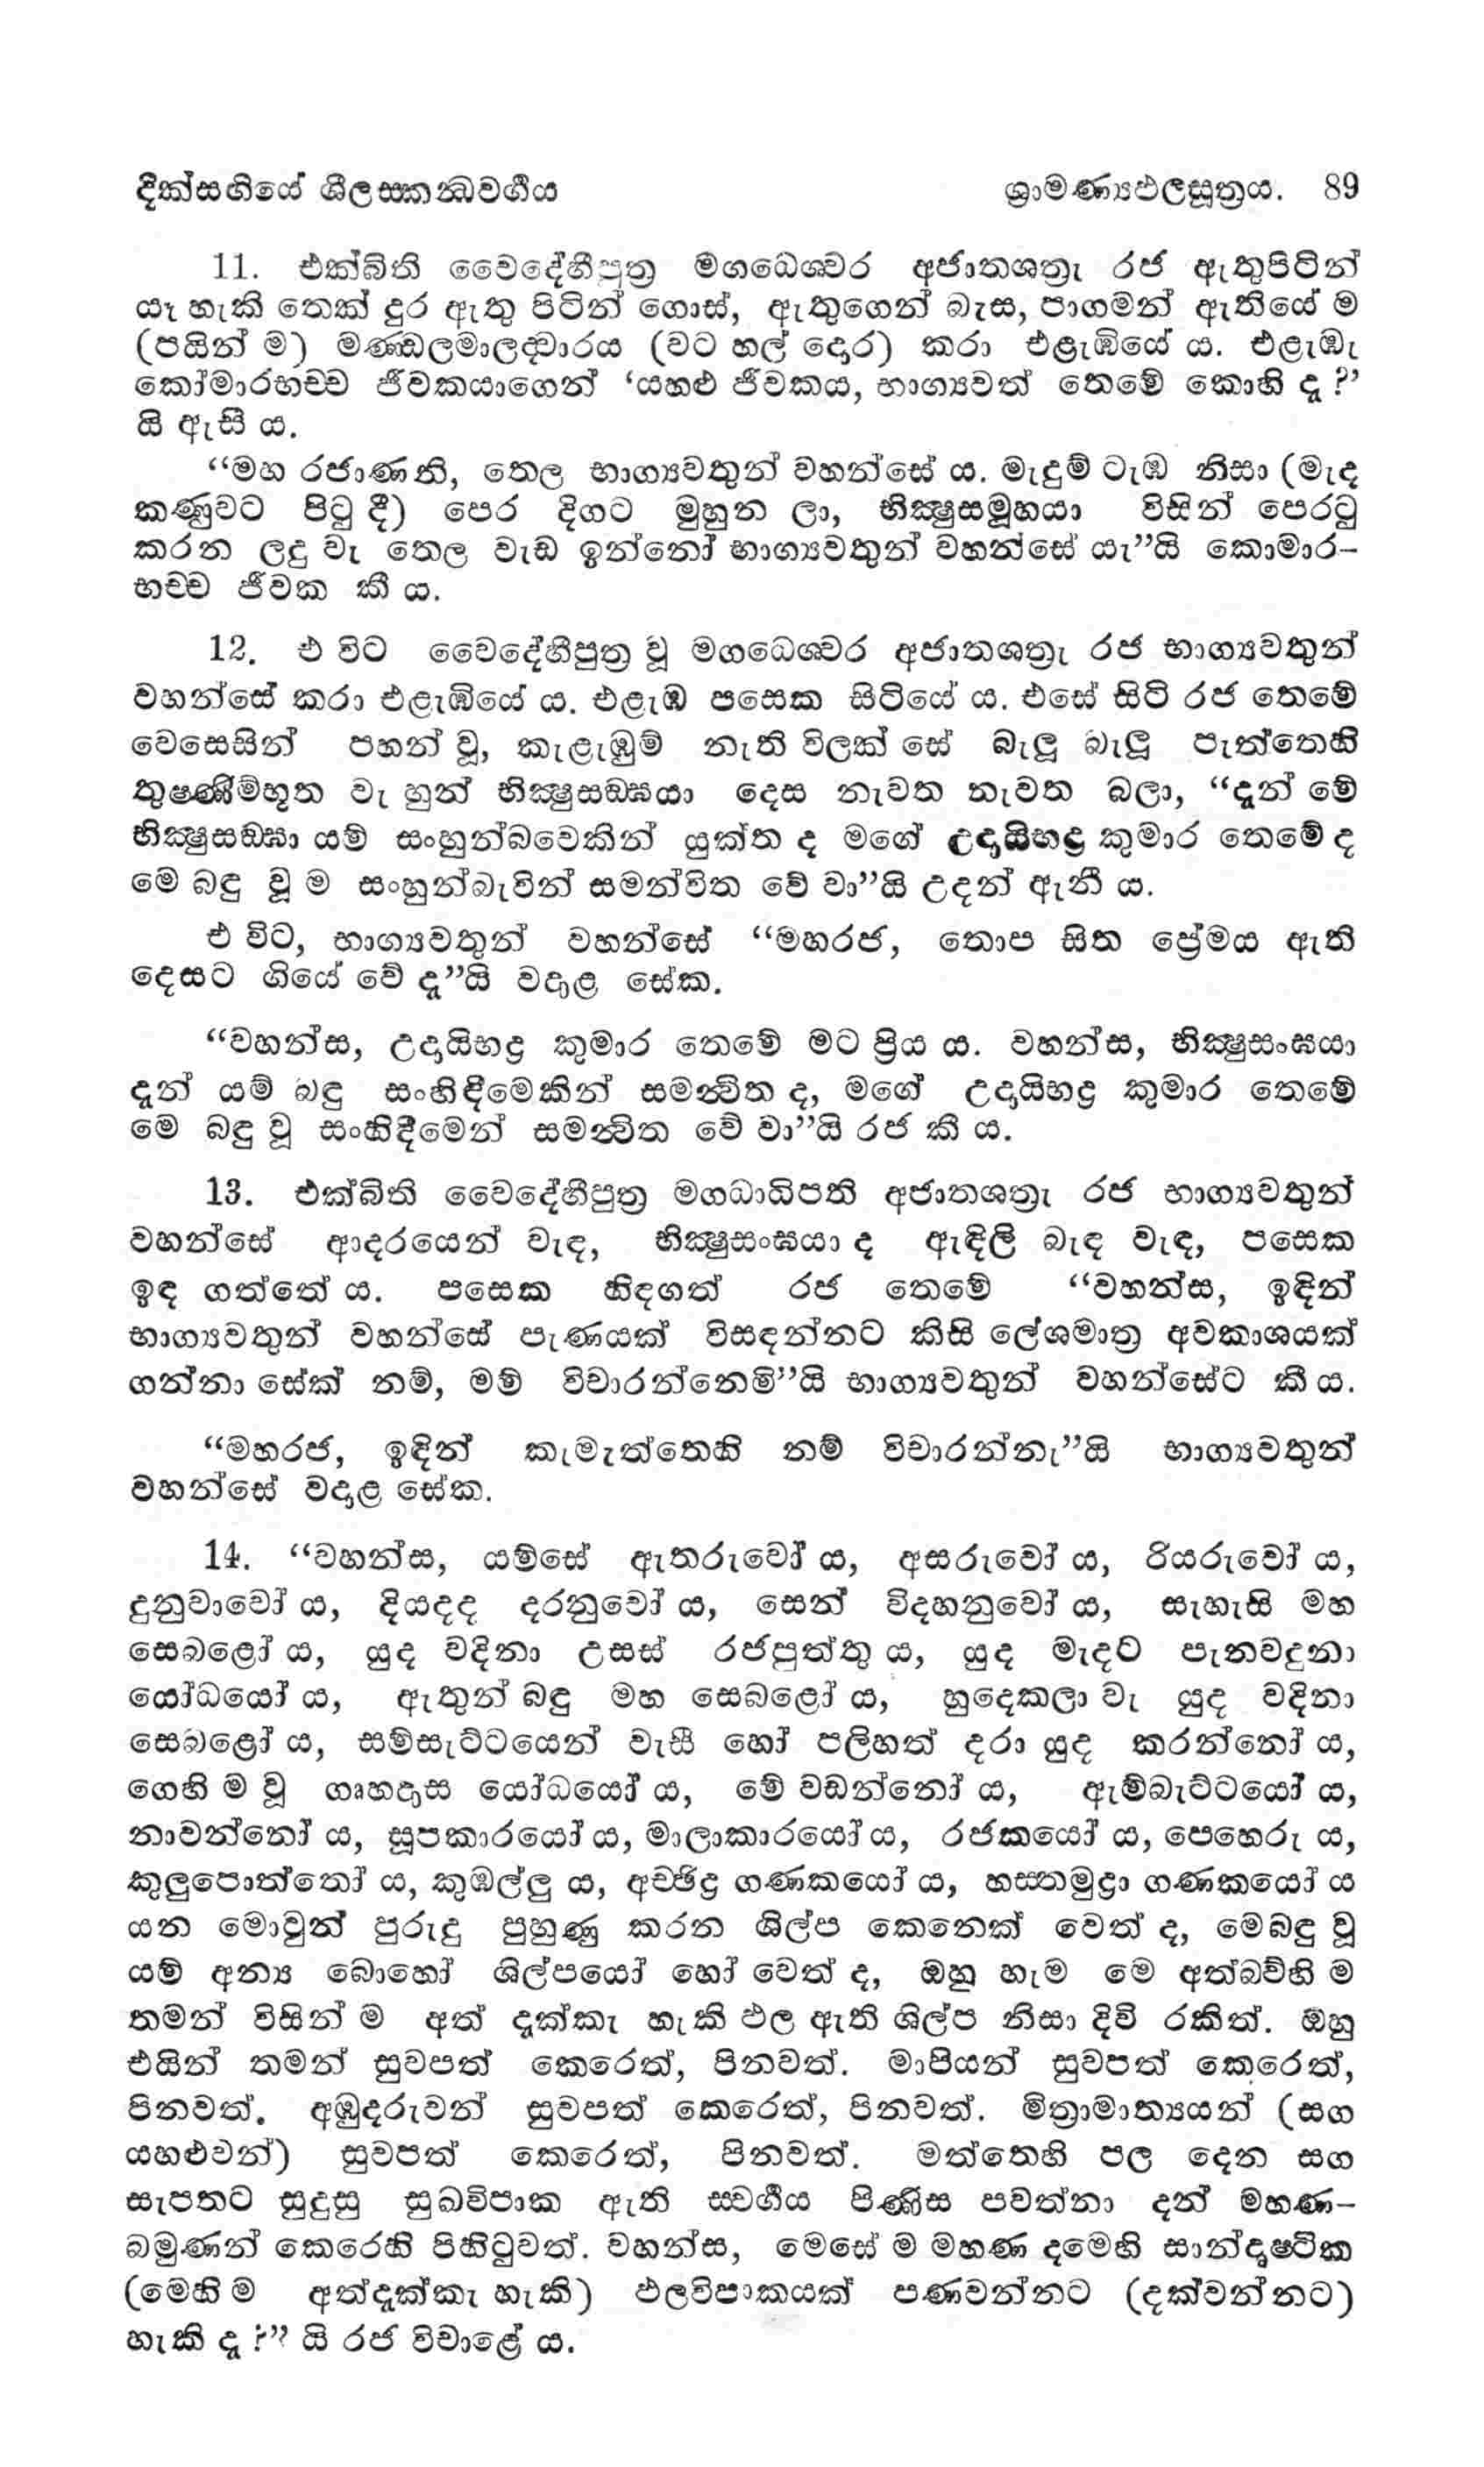 දික්සඟියේ ශීලස්කන්ධවර්ගය ශ්‍රාමණ්‍යඵලසූත්‍රය. 89
11. එක්බිති වෛදේහීපුත්‍ර මගධේශ්වර අජාතශත්‍රැ රජ ඇතුපිටින්
යෑ හැකි තෙක් දුර ඇතු පිටින් ගොස්, ඇතුගෙන් බැස, පාගමන් ඇතියේ ම
(පයින් ම) මණ්ඩලමාලද්වාරය (වට හල් දොර) කරා එළැඹියේ ය. එළැඹැ
කෝමාරභච්ච ජීවකයාගෙන් ‘යහළු ජීවකය, භාග්‍යවත් තෙමේ කොහි දැ ?’
යි ඇසී ය.
“මහ රජාණනි, තෙල භාග්‍යවතුන් වහන්සේ ය. මැදුම් ටැඹ නිසා (මැද
කණුවට පිටු දී) පෙර දිගට මුහුන ලා, භික්‍ෂුසමූහයා විසින් පෙරටු
කරන ලදු වැ තෙල වැඩ ඉන්නෝ භාග්‍යවතුන් වහන්සේ යැ”යි කොමාර-
භච්ච ජීවක කී ය.
12. එ විට වෛදේහීපුත්‍ර වූ මගධේශ්වර අජාතශත්‍රැ රජ භාග්‍යවතුන්
වහන්සේ කරා එළැඹියේ ය. එළැඹ පසෙක සිටියේ ය. එසේ සිටි රජ තෙමේ
වෙසෙසින් පහන් වූ, කැළැඹුම් නැති විලක් සේ බැලූ බැලූ පැත්තෙහි
තුෂ්ණීම්භූත වැ හුන් භික්‍ෂුසඞ්ඝයා දෙස නැවත නැවත බලා, “දැන් මේ
භික්‍ෂුසඞ්ඝා යම් සංහුන්බවෙකින් යුක්ත ද මගේ උදායිභද්‍ර කුමාර තෙමේ ද
මෙ බඳු වූ ම සංහුන්බැවින් සමන්විත වේ වා”යි උදන් ඇනී ය.
එ විට, භාග්‍යවතුන් වහන්සේ “මහරජ, තොප සිත ප්‍රේමය ඇති
දෙසට ගියේ වේ දැ”යි වදාළ සේක.
“වහන්ස, උදායිභද්‍ර කුමාර තෙමේ මට ප්‍රිය ය. වහන්ස, භික්‍ෂුසංඝයා
දැන් යම් බඳු සංහිඳීමෙකින් සමන්විත ද, මගේ උදායිභද්‍ර කුමාර තෙමේ
මෙ බඳු වූ සංහිඳීමෙන් සමන්විත වේ වා”යි රජ කී ය.
13. එක්බිති වෛදේහීපුත්‍ර මගධාධිපති අජාතශත්‍රැ රජ භාග්‍යවතුන්
වහන්සේ ආදරයෙන් වැඳ, භික්‍ෂුසංඝයා ද ඇඳිලි බැඳ වැඳ, පසෙක
ඉඳ ගත්තේ ය. පසෙක හිඳගත් රජ තෙමේ “වහන්ස, ඉඳින්
භාග්‍යවතුන් වහන්සේ පැණයක් විසඳන්නට කිසි ලේශමාත්‍ර අවකාශයක්
ගන්නා සේක් නම්, මම් විචාරන්නෙමි”යි භාග්‍යවතුන් වහන්සේට කී ය.
“මහරජ, ඉඳින් කැමැත්තෙහි නම් විචාරන්නැ”යි භාග්‍යවතුන්
වහන්සේ වදාළ සේක.
14. “වහන්ස, යම්සේ ඇතරුවෝ ය, අසරුවෝ ය, රියරුවෝ ය,
දුනුවාවෝ ය, දියදද දරනුවෝ ය, සෙන් විදහනුවෝ ය, සැහැසි මහ
සෙබළෝ ය, යුද වදිනා උසස් රජපුත්තු ය, යුද මැදට පැනවදුනා
යෝධයෝ ය, ඇතුන් බඳු මහ සෙබළෝ ය, හුදෙකලා වැ යුද වදිනා
සෙබළෝ ය, සම්සැට්ටයෙන් වැසී හෝ පලිහත් දරා යුද කරන්නෝ ය,
ගෙහි ම වූ ගෘහදාස යෝධයෝ ය, මේ වඩන්නෝ ය, ඇම්බැට්ටයෝ ය,
නාවන්නෝ ය, සූපකාරයෝ ය, මාලාකාරයෝ ය, රජකයෝ ය, පෙහෙරු ය,
කුලුපොත්තෝ ය, කුඹල්ලු ය, අච්ඡිද්‍ර ගණකයෝ ය, හස්තමුද්‍රා ගණකයෝ ය
යන මොවුන් පුරුදු පුහුණු කරන ශිල්ප කෙනෙක් වෙත් ද, මෙබඳු වූ
යම් අන්‍ය බොහෝ ශිල්පයෝ හෝ වෙත් ද, ඔහු හැම මෙ අත්බව්හි ම
තමන් විසින් ම අත් දැක්කැ හැකි ඵල ඇති ශිල්ප නිසා දිවි රකිත්. ඔහු
එයින් තමන් සුවපත් කෙරෙත්, පිනවත්. මාපියන් සුවපත් කෙරෙත්,
පිනවත්. අඹුදරුවන් සුවපත් කෙරෙත්, පිනවත්. මිත්‍රාමාත්‍යයන් (සග
යහළුවන්) සුවපත් කෙරෙත්, පිනවත්. මත්තෙහි පල දෙන සග
සැපතට සුදුසු සුඛවිපාක ඇති ස්වර්ගය පිණිස පවත්නා දන් මහණ-
බමුණන් කෙරෙහි පිහිටුවත්. වහන්ස, මෙසේ ම මහණ දමෙහි සාන්දෘෂ්ටික
(මෙහි ම අත්දැක්කැ හැකි) ඵලවිපාකයක් පණවන්නට (දක්වන්නට)
හැකි දැ ?” යි රජ විචාළේ ය.